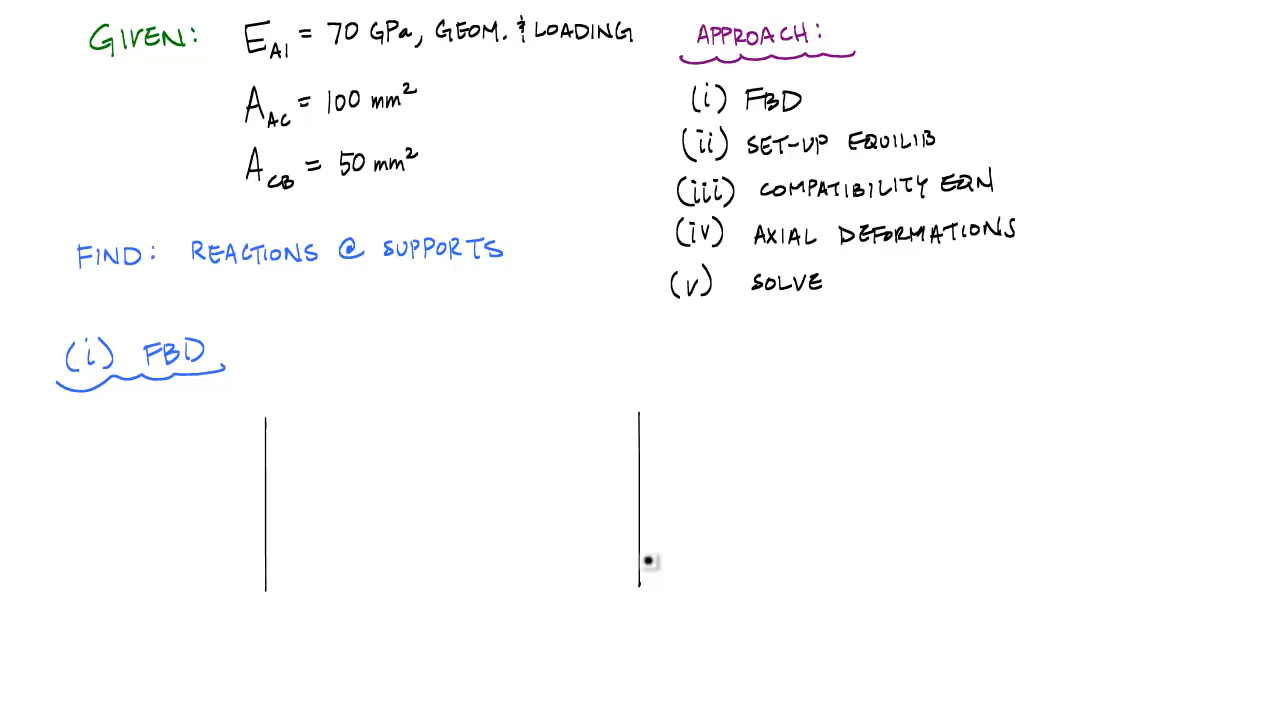 GIVEN: E_Al = 70 GPa, GEOM. & LOADING
A_AC = 100 mm²
A_CB = 50 mm²
FIND: REACTIONS @ SUPPORTS
APPROACH:
(i) FBD
(ii) SET-UP EQUILIB
(iii) COMPATIBILITY EQN
(iv) AXIAL DEFORMATIONS
(v) SOLVE
(i) FBD